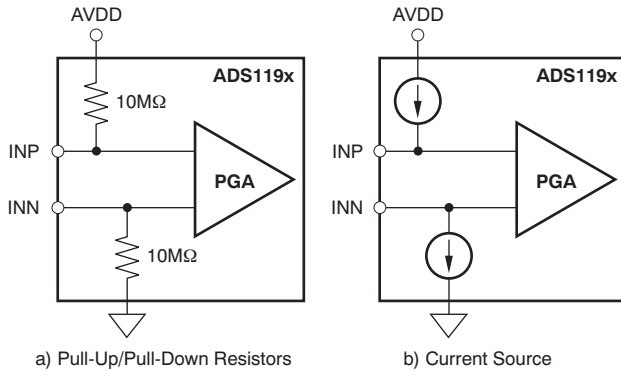 AVDD
ADS119x
10MΩ
INP
INN
PGA
10MΩ
a) Pull-Up/Pull-Down Resistors
AVDD
ADS119x
INP
INN
PGA
b) Current Source